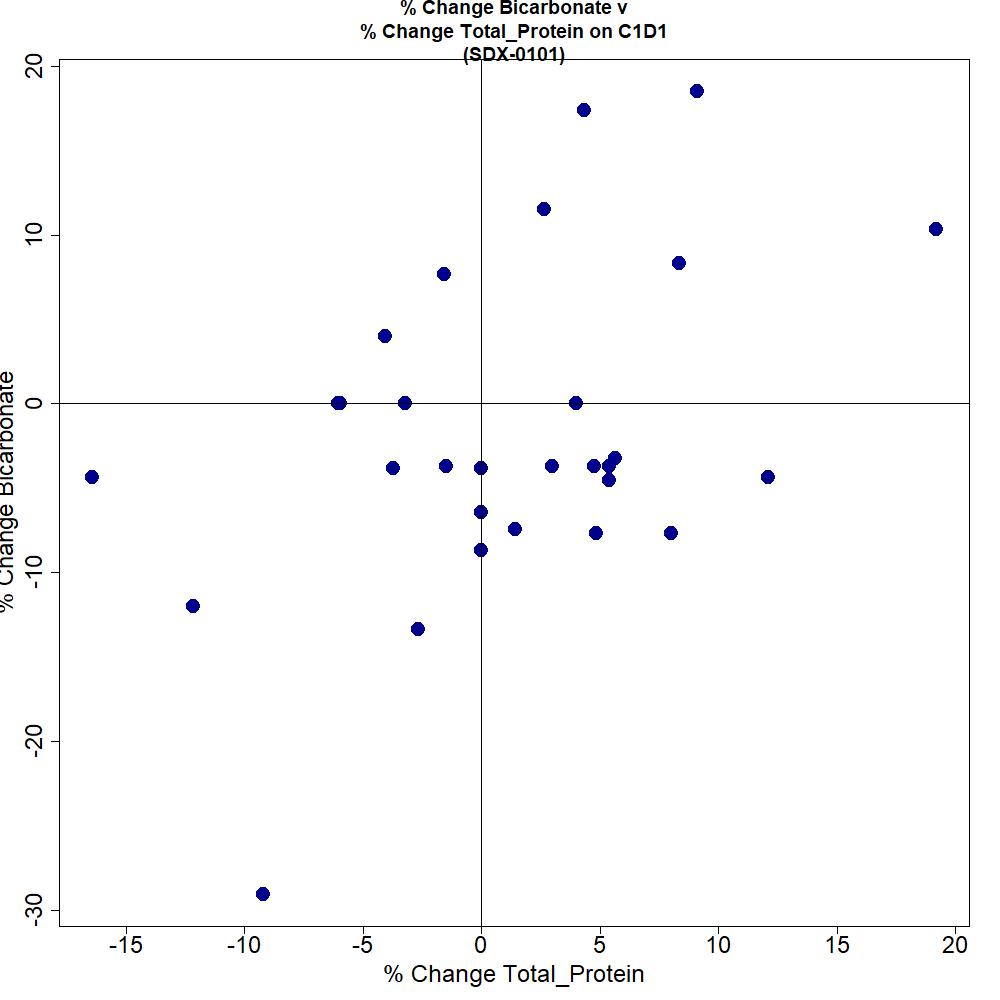 % Change Bicarbonate v
% Change Total_Protein on C1D1
(SDX-0101)
% Change Bicarbonate
20
10
0
-10
-20
-30
-15
-10
-5
0
5
10
15
20
% Change Total_Protein